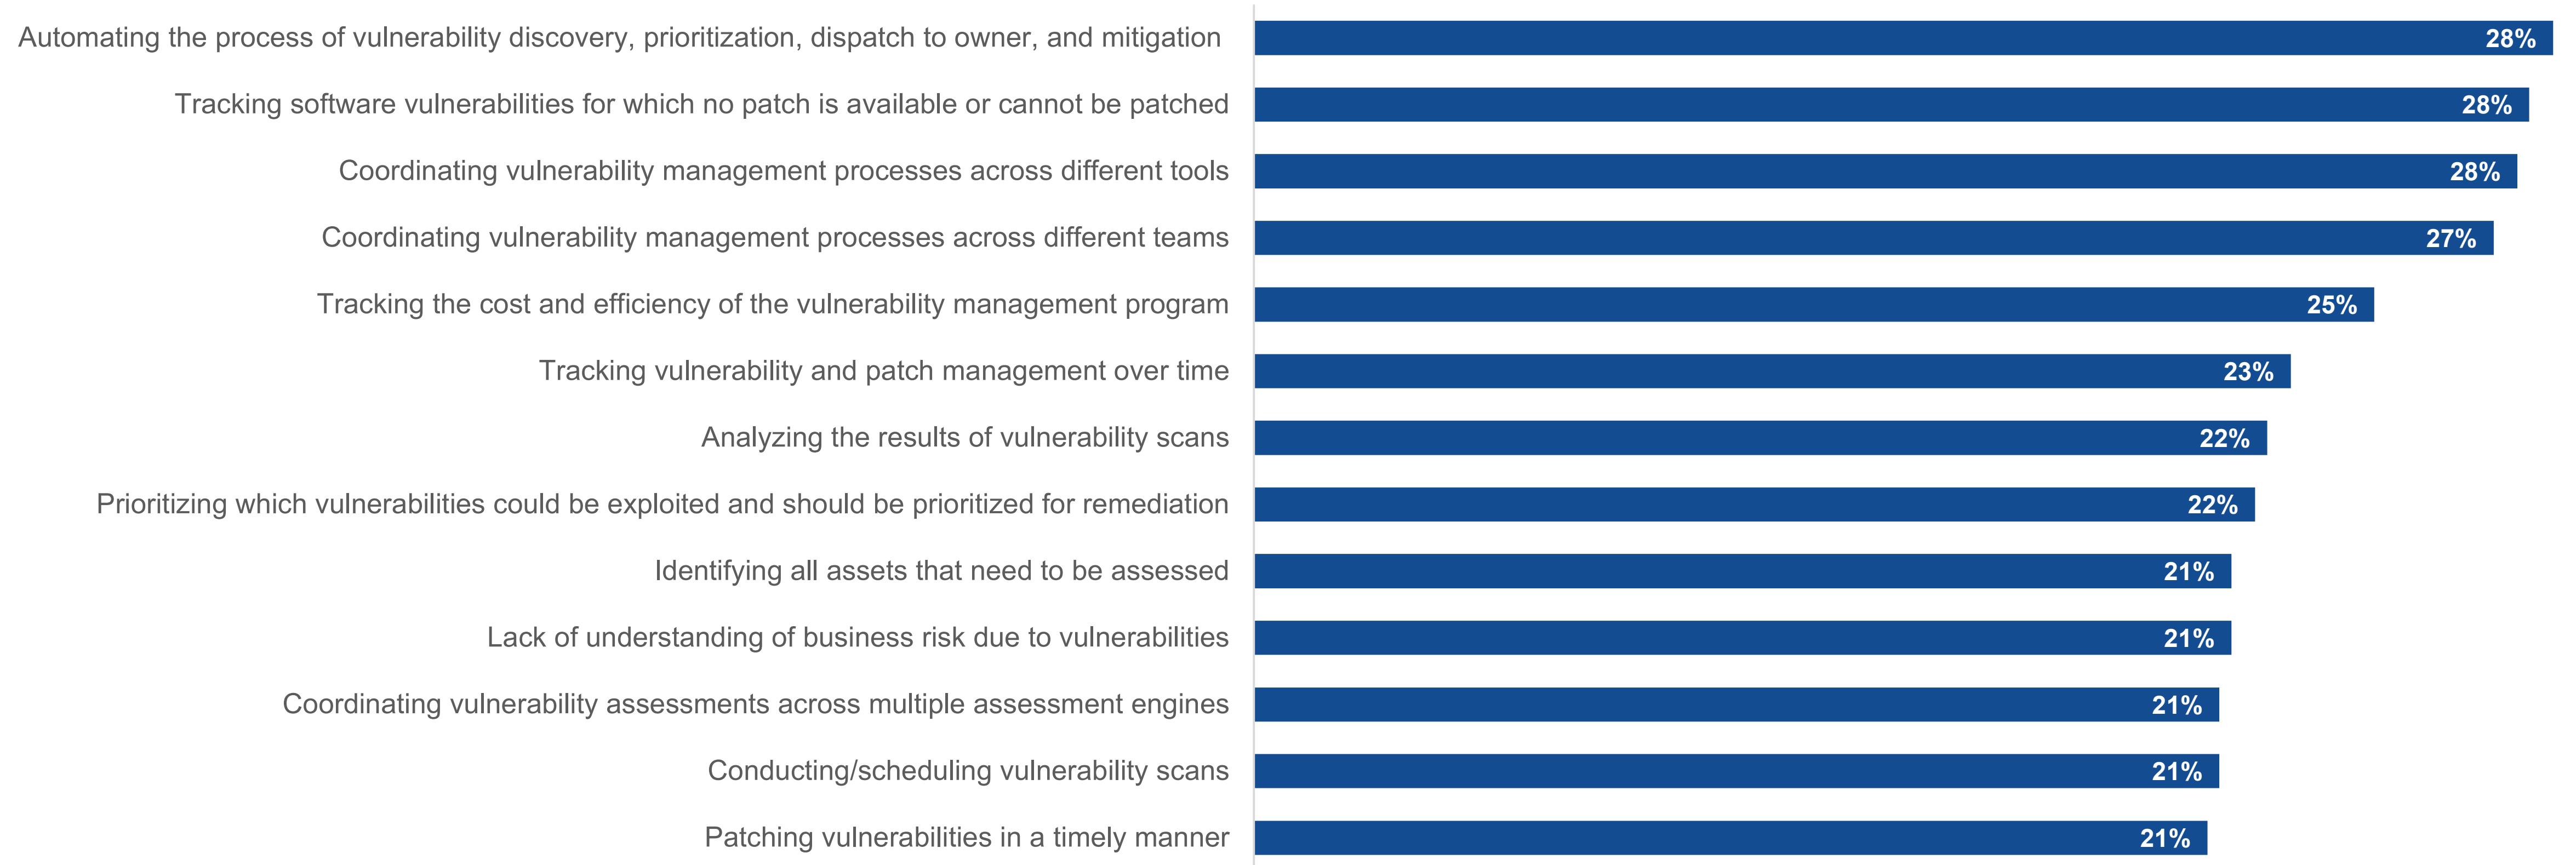 Automating the process of vulnerability discovery, prioritization, dispatch to owner, and mitigation 28%
Tracking software vulnerabilities for which no patch is available or cannot be patched 28%
Coordinating vulnerability management processes across different tools 28%
Coordinating vulnerability management processes across different teams 27%
Tracking the cost and efficiency of the vulnerability management program 25%
Tracking vulnerability and patch management over time 23%
Analyzing the results of vulnerability scans 22%
Prioritizing which vulnerabilities could be exploited and should be prioritized for remediation 22%
Identifying all assets that need to be assessed 21%
Lack of understanding of business risk due to vulnerabilities 21%
Coordinating vulnerability assessments across multiple assessment engines 21%
Conducting/scheduling vulnerability scans 21%
Patching vulnerabilities in a timely manner 21%